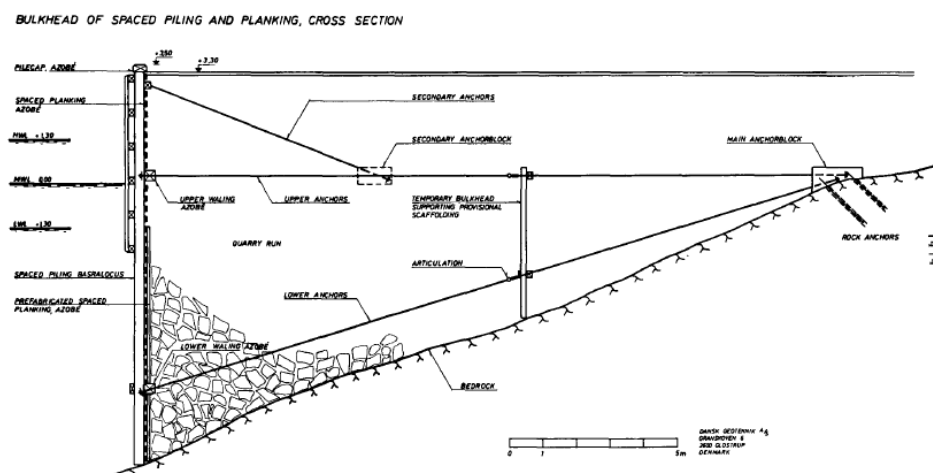 BULKHEAD OF SPACED PILING AND PLANKING, CROSS SECTION
+3,50
+3,30
PILECAP, AZOBÉ
SPACED PLANKING
AZOBÉ
SECONDARY ANCHORS
SECONDARY ANCHORBLOCK
MAIN ANCHORBLOCK
MWL +1,30
MWL 0,00
UPPER WALING
AZOBÉ
UPPER ANCHORS
TEMPORARY BULKHEAD
SUPPORTING PROVISIONAL
SCAFFOLDING
LWL -1,30
QUARRY RUN
ROCK ANCHORS
ARTICULATION
SPACED PILING BASRALOCUS
LOWER ANCHORS
PREFABRICATED SPACED
PLANKING, AZOBÉ
LOWER WALING AZOBÉ
BEDROCK
0 1 5m
DANSK GEOTEKNIK A/S
GRANSKOVEN 8
2600 GLOSTRUP
DENMARK